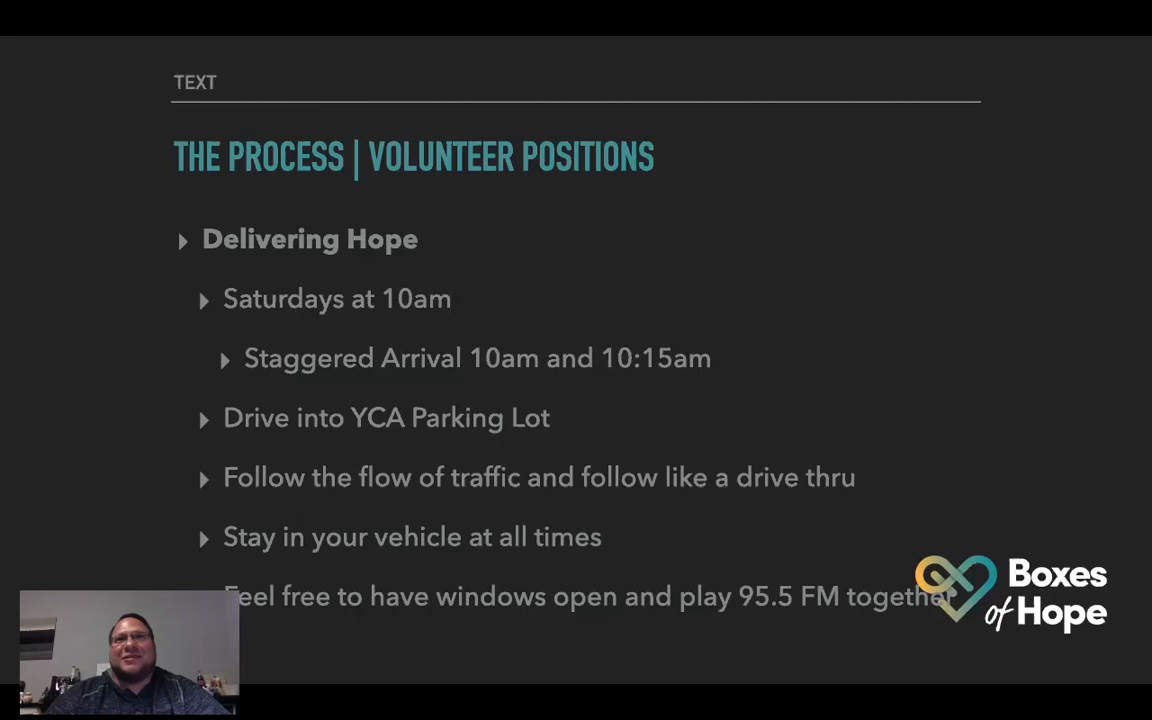 TEXT
THE PROCESS | VOLUNTEER POSITIONS
Delivering Hope
Saturdays at 10am
Staggered Arrival 10am and 10:15am
Drive into YCA Parking Lot
Follow the flow of traffic and follow like a drive thru
Stay in your vehicle at all times
Feel free to have windows open and play 95.5 FM together
Boxes
of Hope